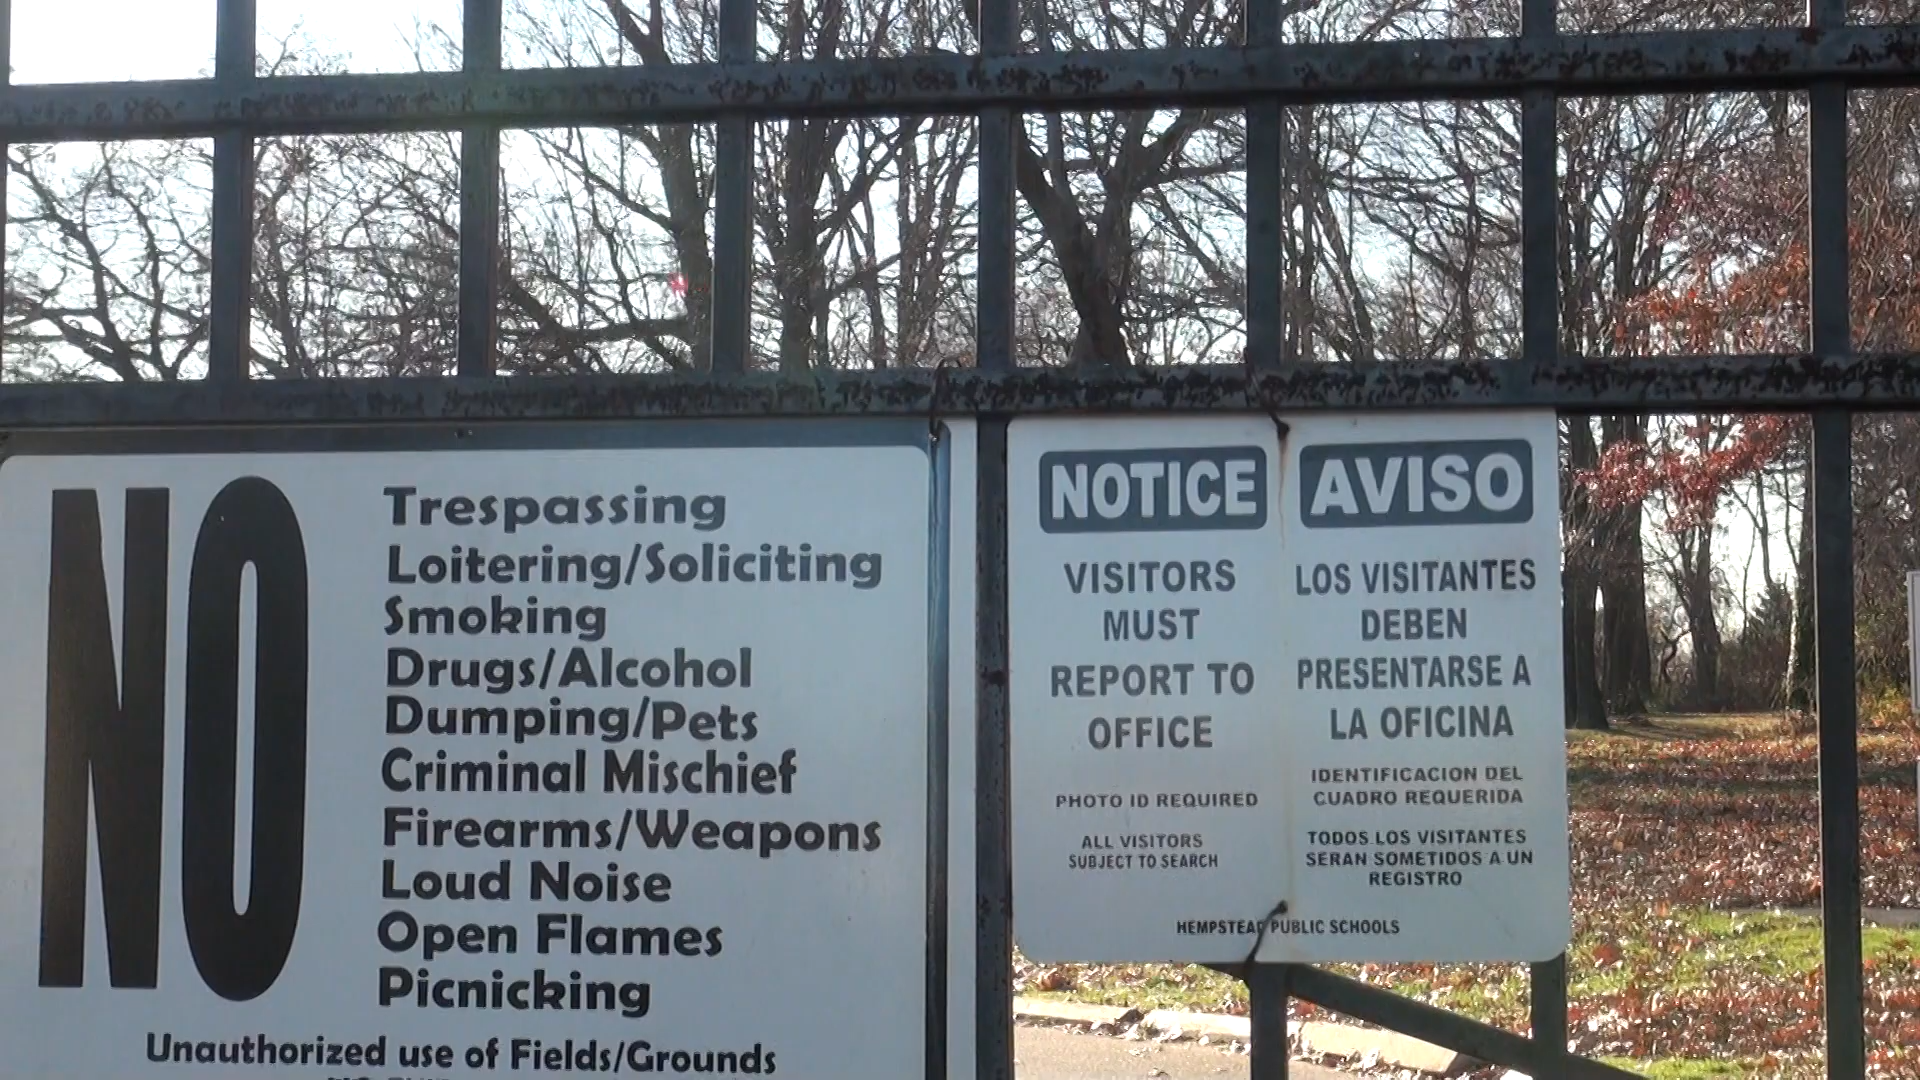 NO
Trespassing
Loitering/Soliciting
Smoking
Drugs/Alcohol
Dumping/Pets
Criminal Mischief
Firearms/Weapons
Loud Noise
Open Flames
Picnicking
Unauthorized use of Fields/Grounds
NOTICE
VISITORS
MUST
REPORT TO
OFFICE
PHOTO ID REQUIRED
ALL VISITORS
SUBJECT TO SEARCH
AVISO
LOS VISITANTES
DEBEN
PRESENTARSE A
LA OFICINA
IDENTIFICACION DEL
CUADRO REQUERIDA
TODOS LOS VISITANTES
SERAN SOMETIDOS A UN
REGISTRO
HEMPSTEAD PUBLIC SCHOOLS